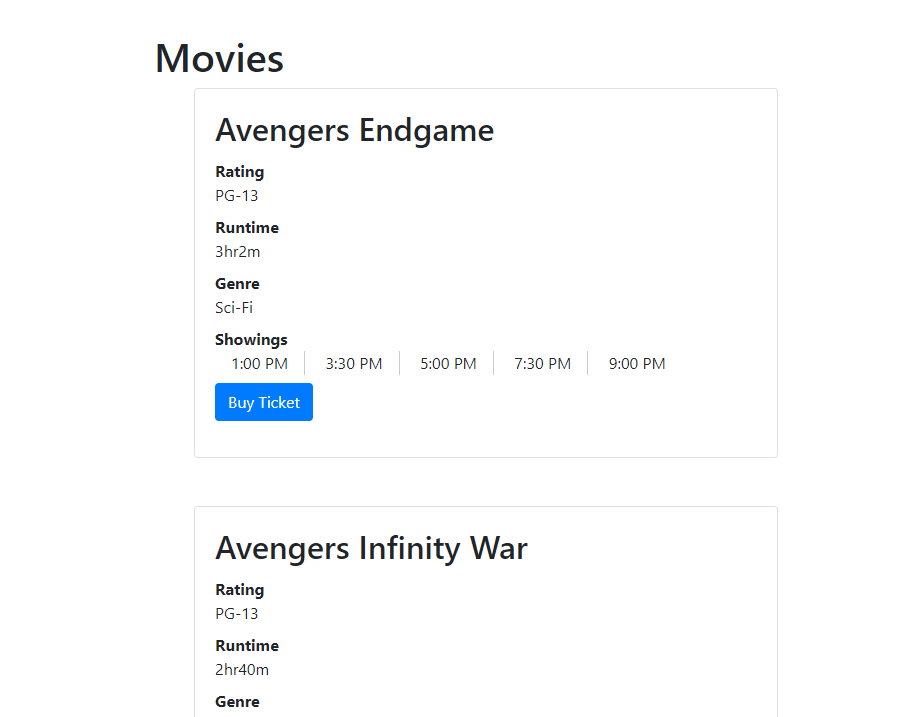 Movies
Avengers Endgame
Rating
PG-13
Runtime
3hr2m
Genre
Sci-Fi
Showings
1:00 PM 3:30 PM 5:00 PM 7:30 PM 9:00 PM
Buy Ticket
Avengers Infinity War
Rating
PG-13
Runtime
2hr40m
Genre